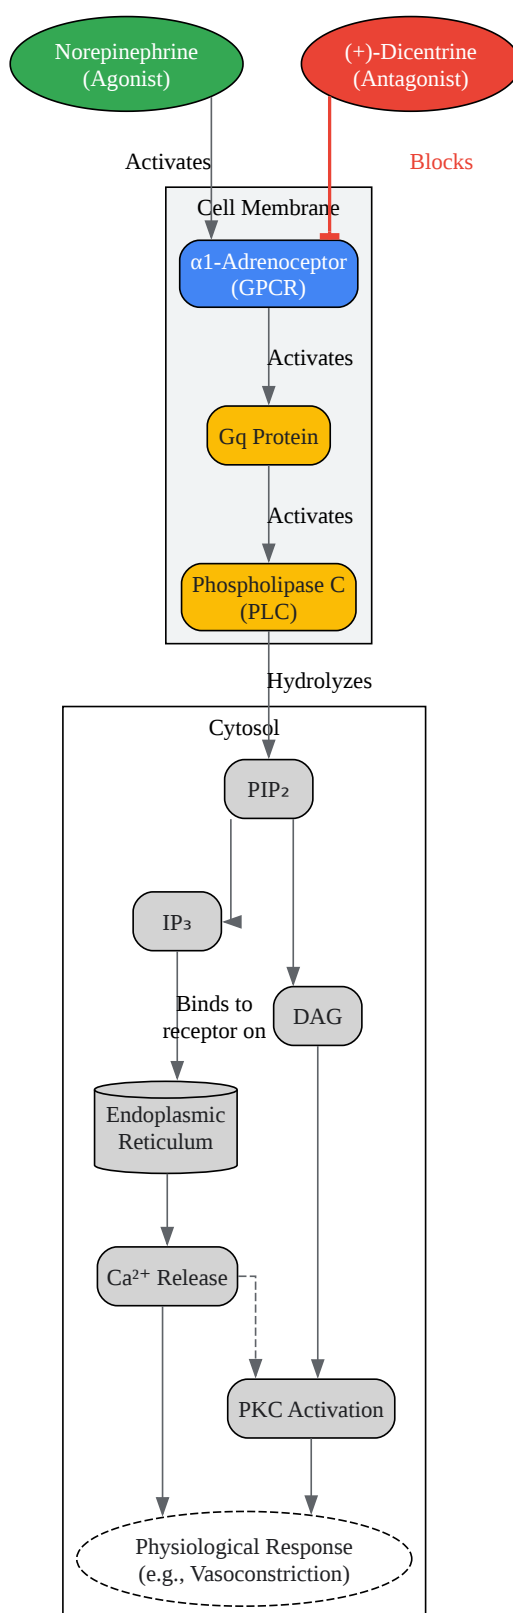 Norepinephrine
(Agonist)
(+)-Dicentrine
(Antagonist)
Activates
Blocks
Cell Membrane
α1-Adrenoceptor
(GPCR)
Activates
Gq Protein
Activates
Phospholipase C
(PLC)
Hydrolyzes
Cytosol
PIP₂
IP₃
Binds to
receptor on
DAG
Endoplasmic
Reticulum
Ca²⁺ Release
PKC Activation
Physiological Response
(e.g., Vasoconstriction)